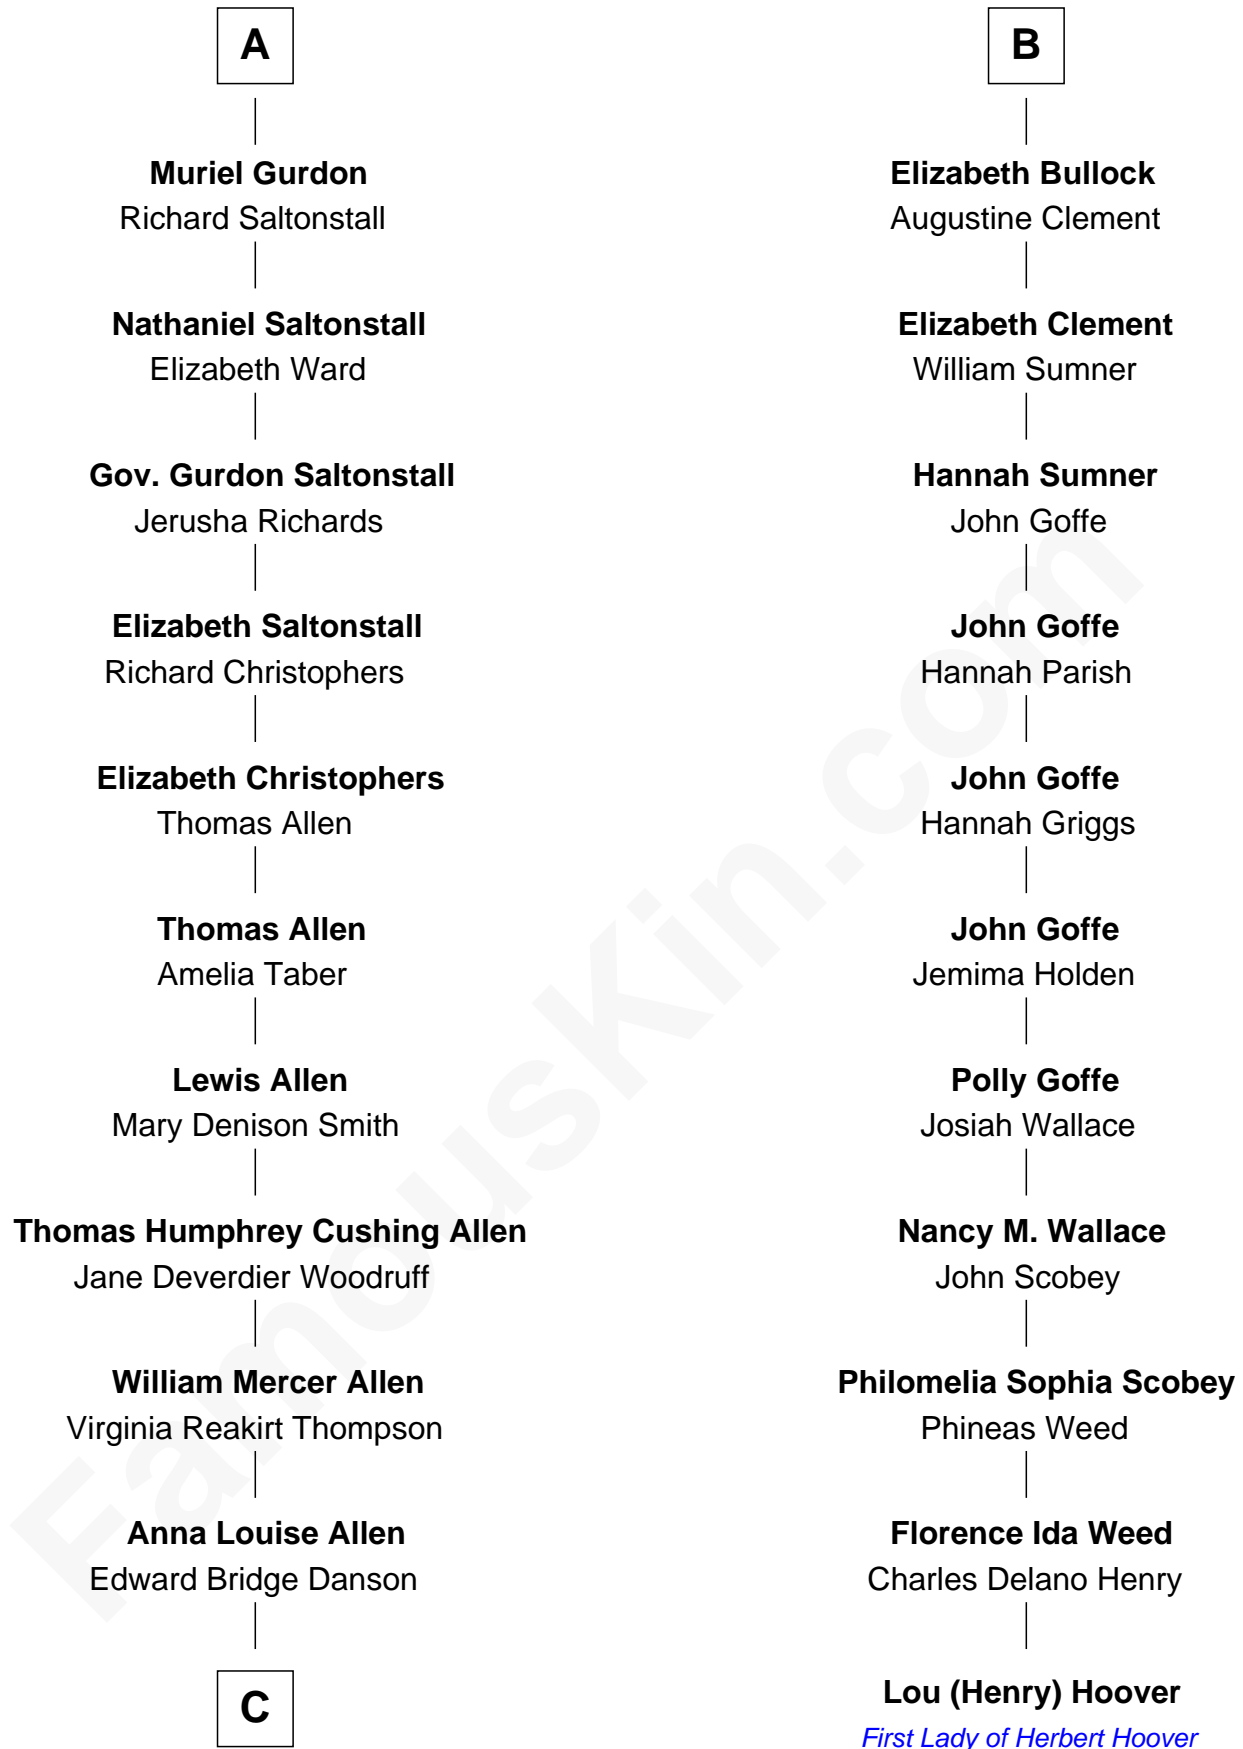 A
Muriel Gurdon
Richard Saltonstall
Nathaniel Saltonstall
Elizabeth Ward
Gov. Gurdon Saltonstall
Jerusha Richards
Elizabeth Saltonstall
Richard Christophers
Elizabeth Christophers
Thomas Allen
Thomas Allen
Amelia Taber
Lewis Allen
Mary Denison Smith
Thomas Humphrey Cushing Allen
Jane Deverdier Woodruff
William Mercer Allen
Virginia Reakirt Thompson
Anna Louise Allen
Edward Bridge Danson
C
B
Elizabeth Bullock
Augustine Clement
Elizabeth Clement
William Sumner
Hannah Sumner
John Goffe
John Goffe
Hannah Parish
John Goffe
Hannah Griggs
John Goffe
Jemima Holden
Polly Goffe
Josiah Wallace
Nancy M. Wallace
John Scobey
Philomelia Sophia Scobey
Phineas Weed
Florence Ida Weed
Charles Delano Henry
Lou (Henry) Hoover
First Lady of Herbert Hoover
FamousKin.com